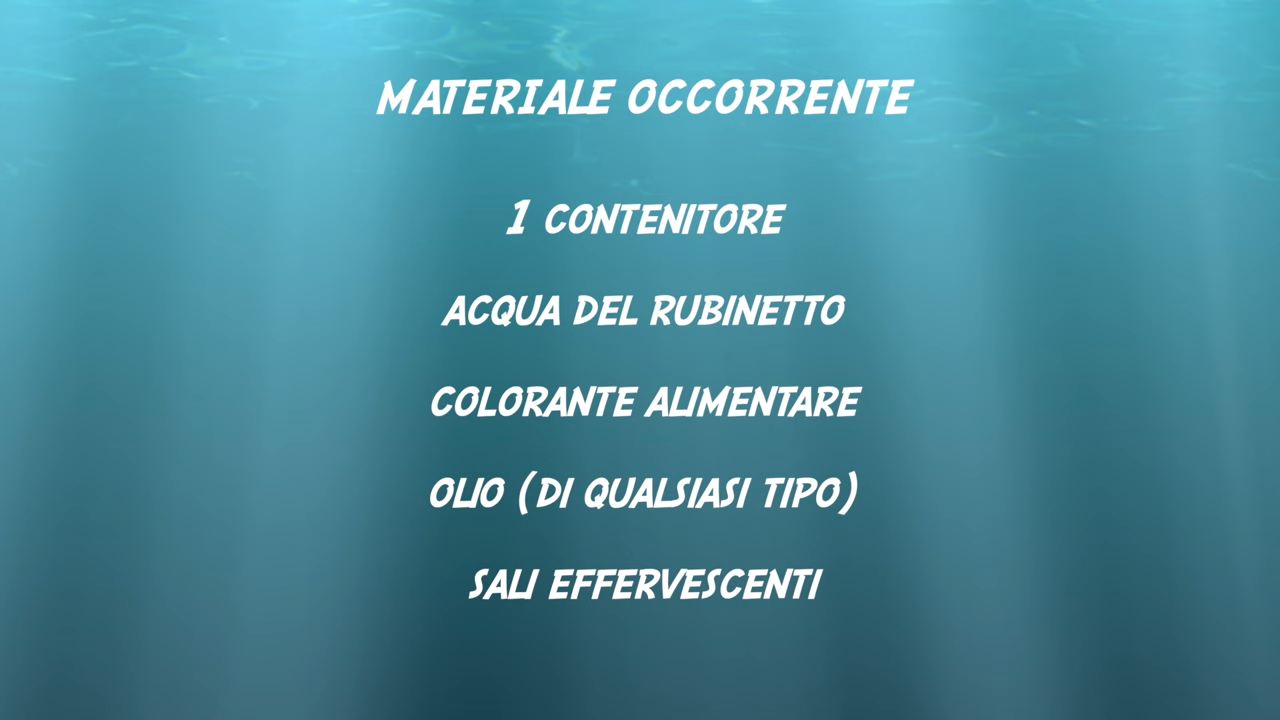 MATERIALE OCCORRENTE
1 CONTENITORE
ACQUA DEL RUBINETTO
COLORANTE ALIMENTARE
OLIO (DI QUALSIASI TIPO)
SALI EFFERVESCENTI